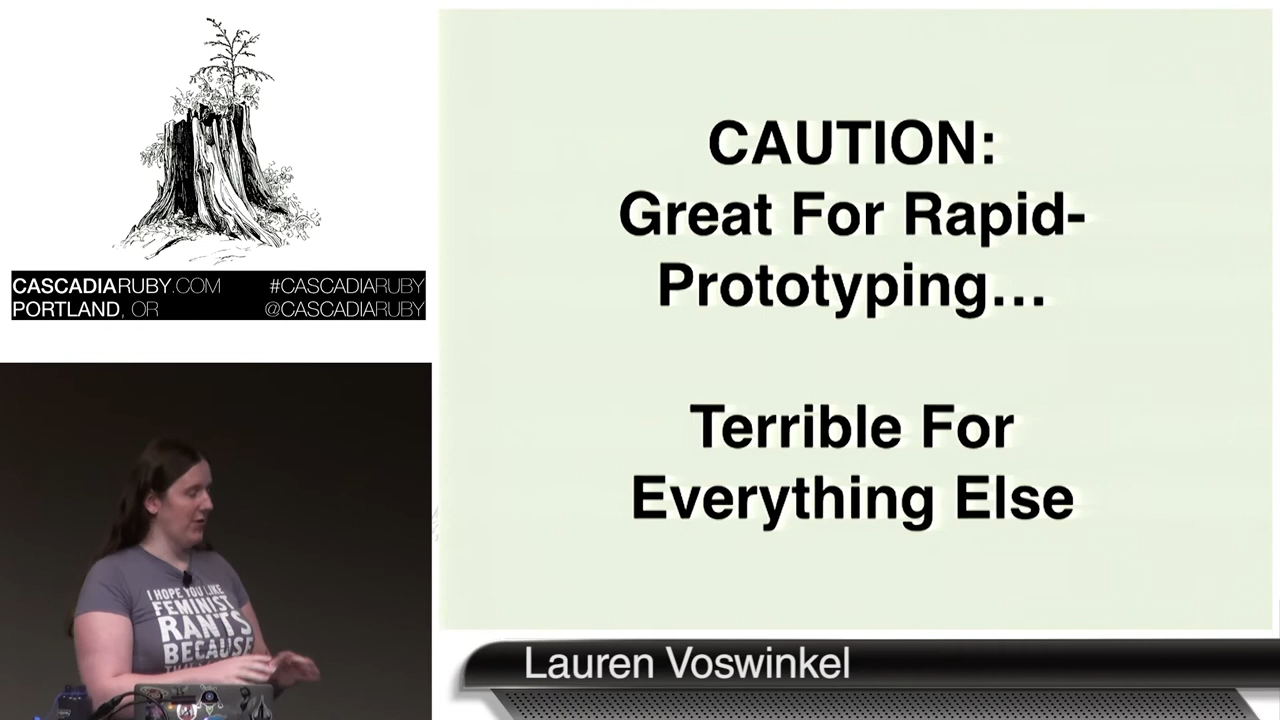 CASCADIARUBY.COM #CASCADIARUBY
PORTLAND, OR @CASCADIARUBY
CAUTION:
Great For Rapid-
Prototyping…
Terrible For
Everything Else
I HOPE YOU LIKE
FEMINIST
RANTS
BECAUSE
Lauren Voswinkel